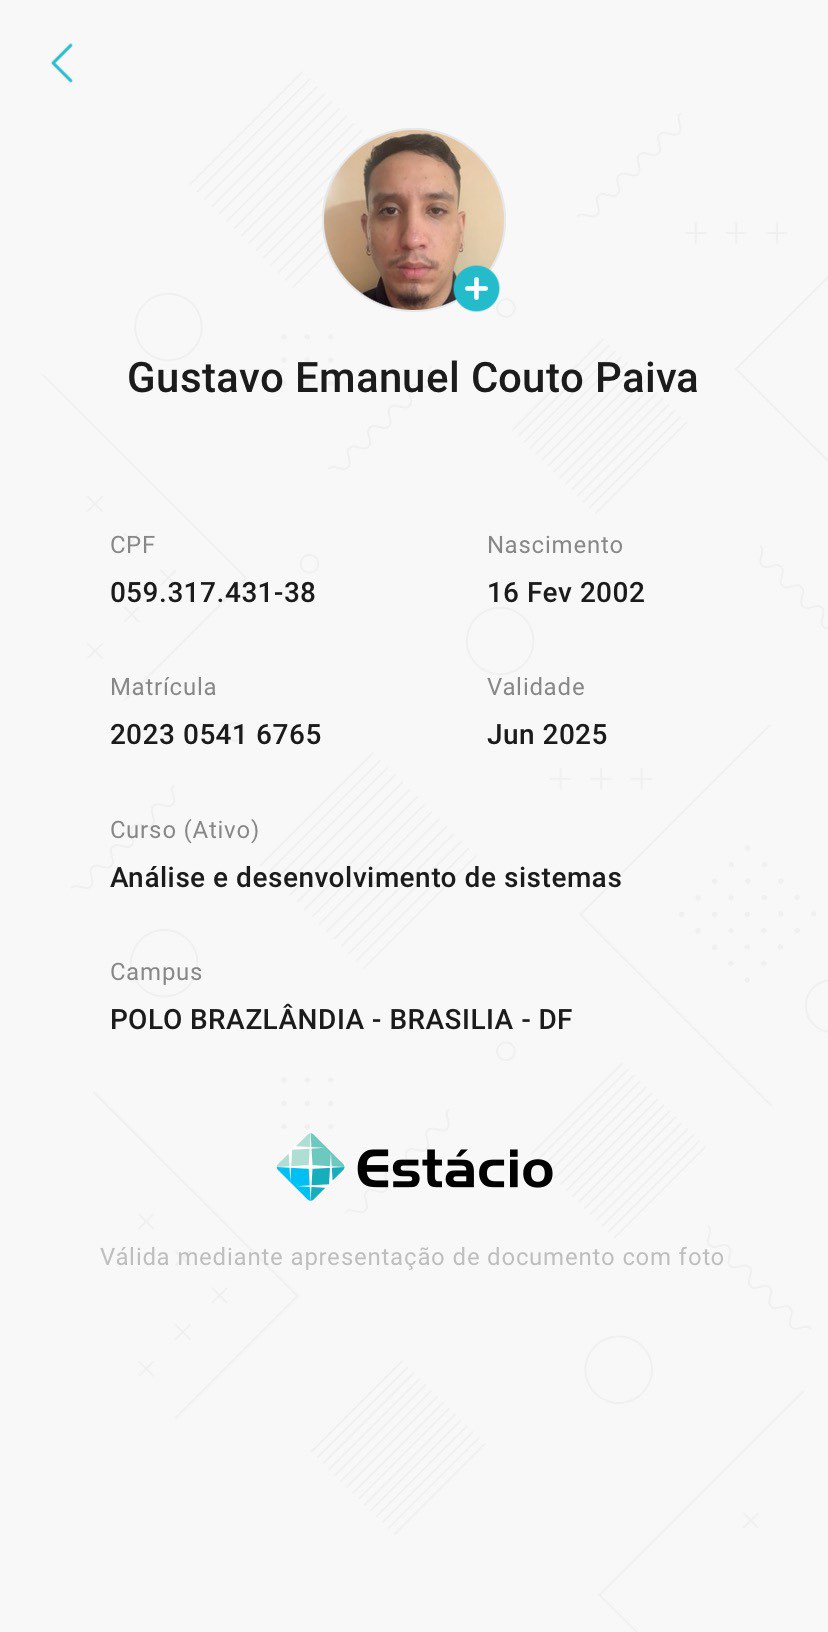 Gustavo Emanuel Couto Paiva
CPF
059.317.431-38
Nascimento
16 Fev 2002
Matrícula
2023 0541 6765
Validade
Jun 2025
Curso (Ativo)
Análise e desenvolvimento de sistemas
Campus
POLO BRAZLÂNDIA - BRASILIA - DF
Estácio
Válida mediante apresentação de documento com foto